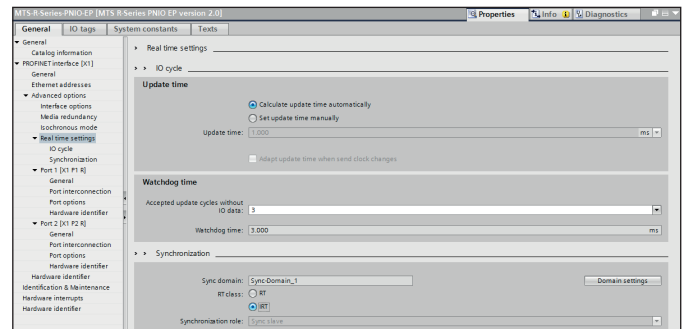 MTS-R-Series-PNIO-EP [MTS R-Series PNIO EP version 2.0]
Properties Info Diagnostics
General IO tags System constants Texts
General
Catalog information
PROFINET interface [X1]
General
Ethernet addresses
Advanced options
Interface options
Media redundancy
Isochronous mode
Real time settings
IO cycle
Synchronization
Port 1 [X1 P1 R]
General
Port interconnection
Port options
Hardware identifier
Port 2 [X1 P2 R]
General
Port interconnection
Port options
Hardware identifier
Hardware identifier
Identification & Maintenance
Hardware interrupts
Hardware identifier
Real time settings
IO cycle
Update time
Calculate update time automatically
Set update time manually
Update time: 1.000 ms
Adapt update time when send clock changes
Watchdog time
Accepted update cycles without
IO data: 3
Watchdog time: 3.000 ms
Synchronization
Sync domain: Sync-Domain_1 Domain settings
RT class: RT
IRT
Synchronization role: Sync slave